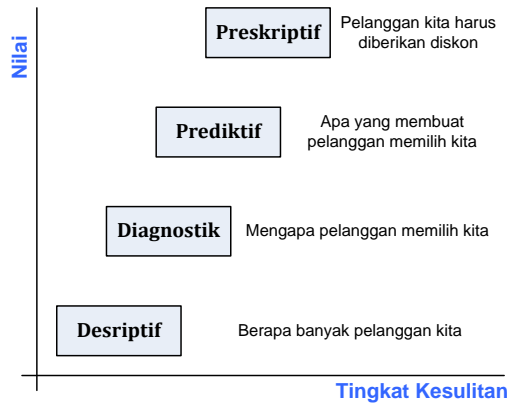 Nilai
Preskriptif
Pelanggan kita harus
diberikan diskon
Prediktif
Apa yang membuat
pelanggan memilih kita
Diagnostik
Mengapa pelanggan memilih kita
Desriptif
Berapa banyak pelanggan kita
Tingkat Kesulitan